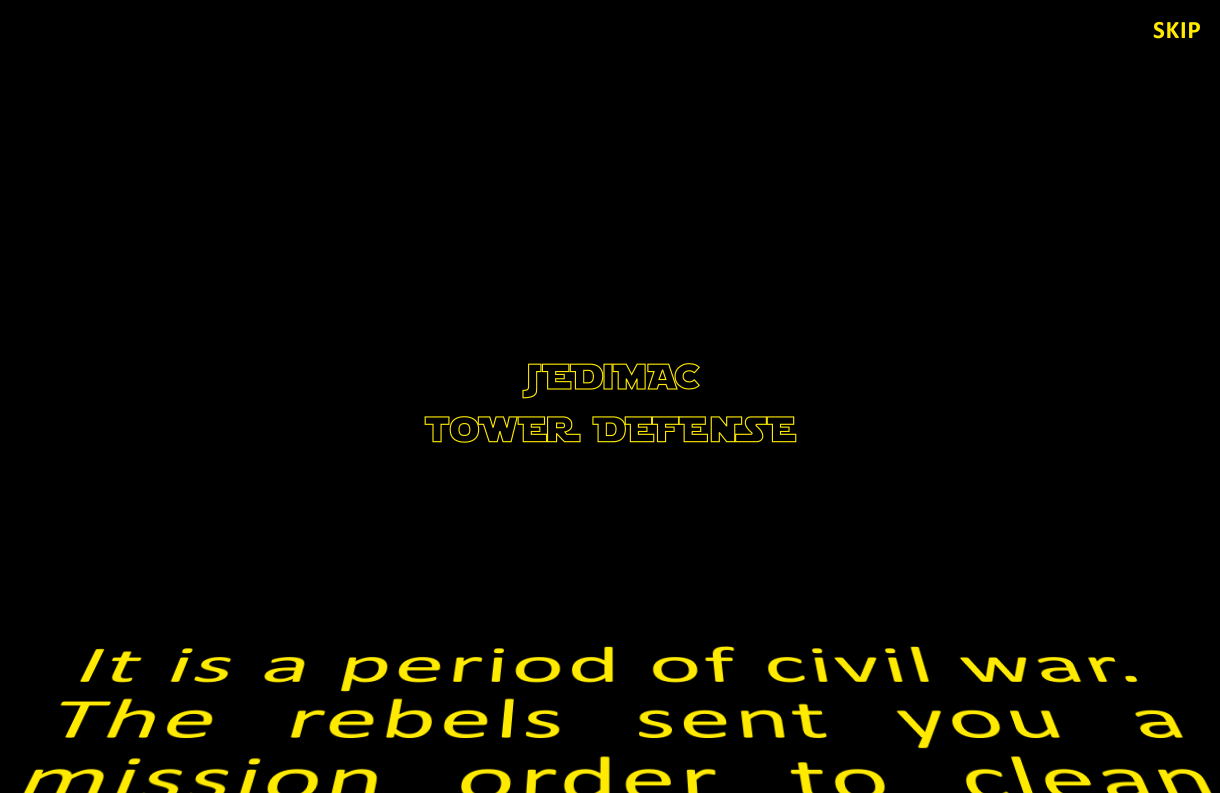 SKIP
JEDIMAC
TOWER DEFENSE
It is a period of civil war.
The rebels sent you a
mission order to clean